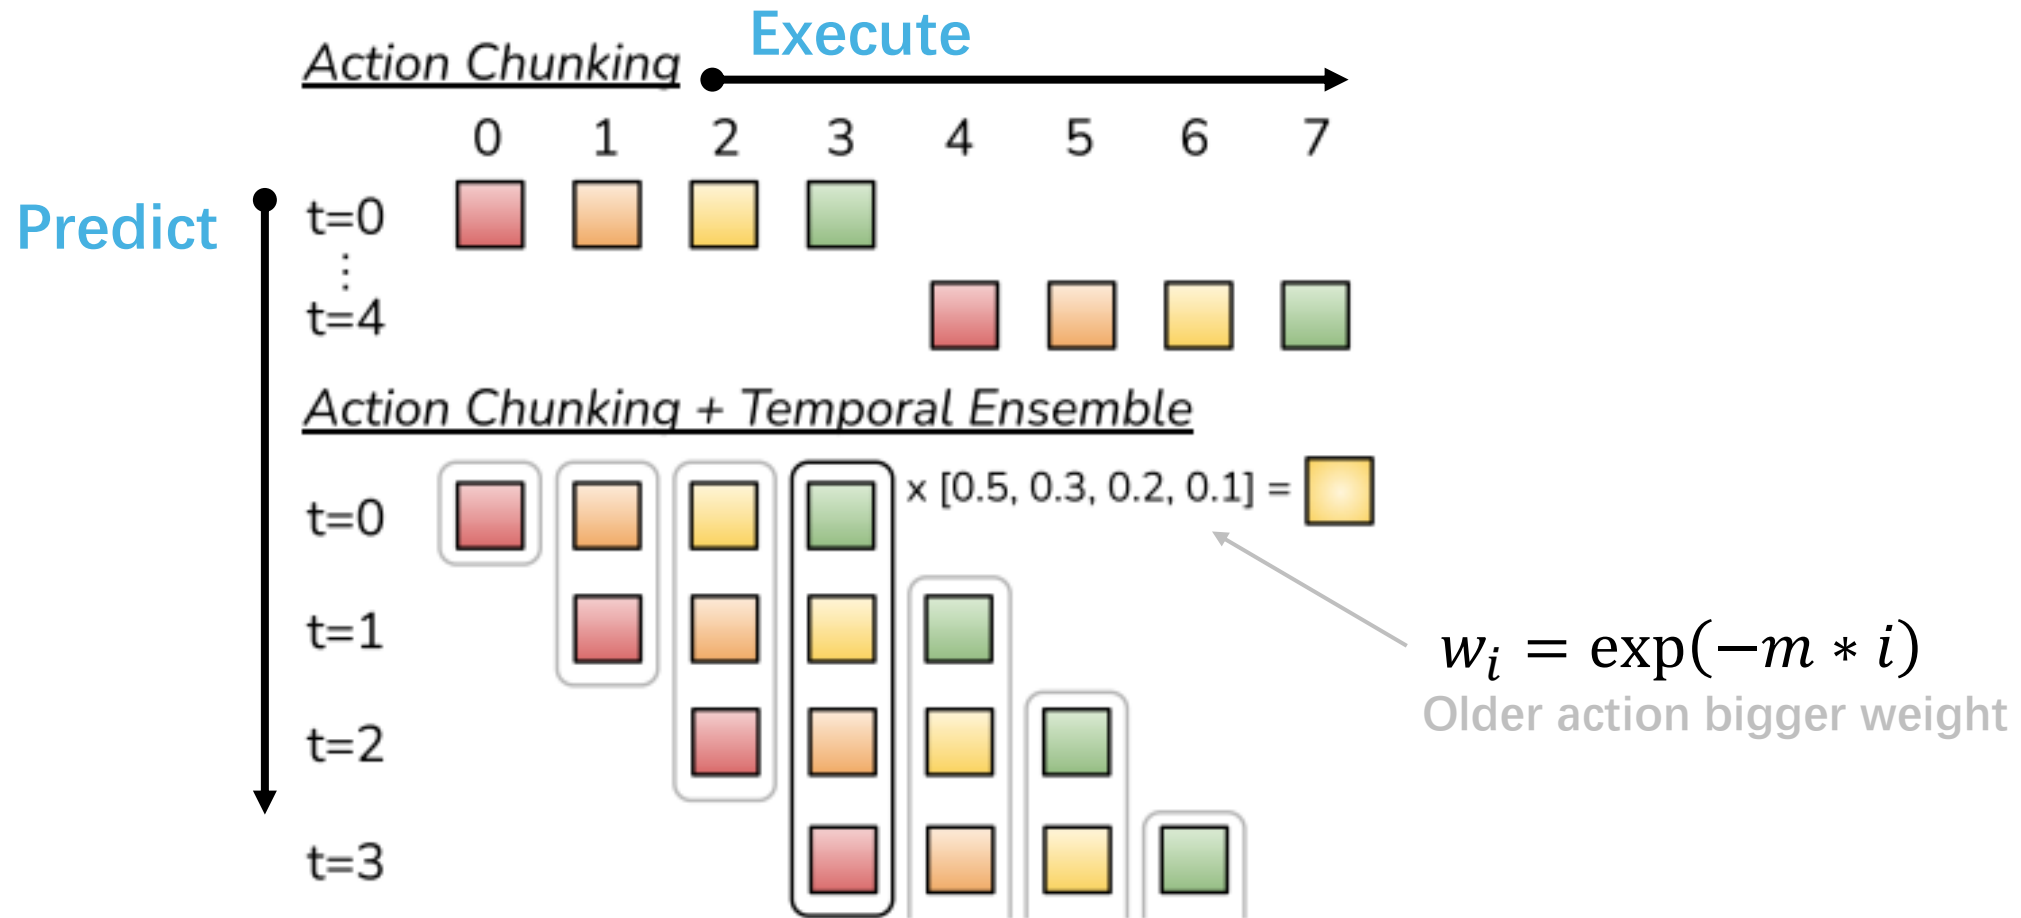 Execute
Action Chunking
0 1 2 3 4 5 6 7
Predict
t=0
⋮
t=4
Action Chunking + Temporal Ensemble
t=0
x [0.5, 0.3, 0.2, 0.1] =
t=1
w_i = exp(−m ∗ i)
Older action bigger weight
t=2
t=3